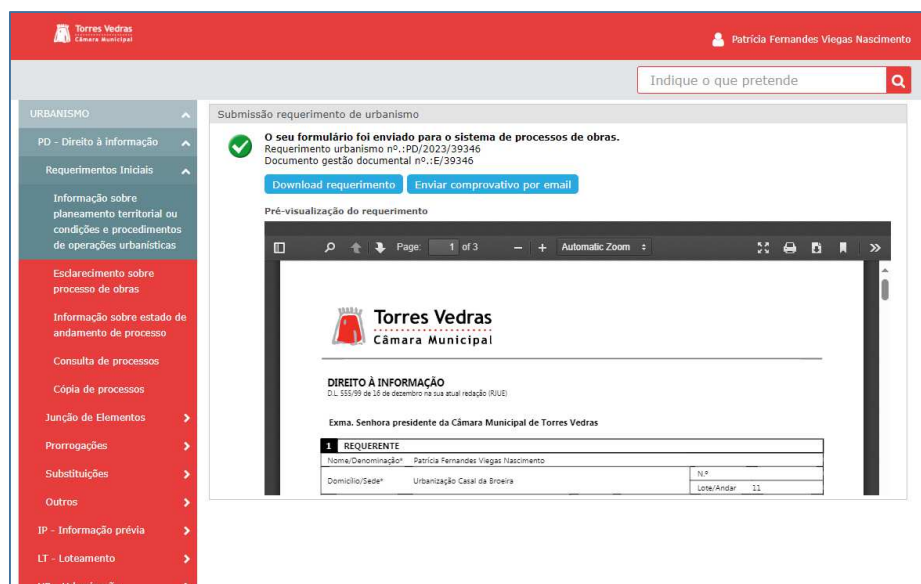 Torres Vedras
Câmara Municipal
Patrícia Fernandes Viegas Nascimento
Indique o que pretende
URBANISMO
PD - Direito à informação
Requerimentos Iniciais
Informação sobre
planeamento territorial ou
condições e procedimentos
de operações urbanísticas
Esclarecimento sobre
processo de obras
Informação sobre estado de
andamento de processo
Consulta de processos
Cópia de processos
Junção de Elementos
Prorrogações
Substituições
Outros
IP - Informação prévia
LT - Loteamento
Submissão requerimento de urbanismo
O seu formulário foi enviado para o sistema de processos de obras.
Requerimento urbanismo nº.:PD/2023/39346
Documento gestão documental nº.:E/39346
Download requerimento Enviar comprovativo por email
Pré-visualização do requerimento
Page: 1 of 3 Automatic Zoom
Torres Vedras
Câmara Municipal
DIREITO À INFORMAÇÃO
D.L. 555/99 de 16 de dezembro na sua atual redação (RJUE)
Exma. Senhora presidente da Câmara Municipal de Torres Vedras
1 REQUERENTE
Nome/Denominação* Patrícia Fernandes Viegas Nascimento
Domicílio/Sede* Urbanização Casal da Broeira
N.º
Lote/Andar 11